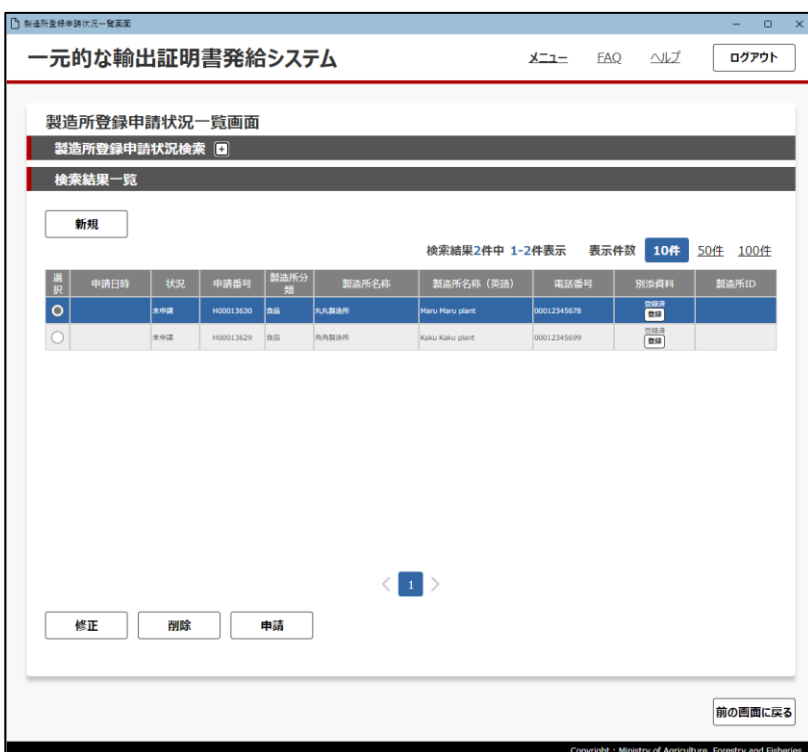 製造所登録申請状況一覧画面
一元的な輸出証明書発給システム メニュー FAQ ヘルプ ログアウト
製造所登録申請状況一覧画面
製造所登録申請状況検索
検索結果一覧
新規
検索結果2件中 1-2件表示 表示件数 10件 50件 100件
選択 申請日時 状況 申請番号 製造所分類 製造所名称 製造所名称（英語） 電話番号 別添資料 製造所ID
未申請 H00013630 食品 丸丸製造所 Maru Maru plant 00012345678 登録済 登録
未申請 H00013629 食品 角角製造所 Kaku Kaku plant 00012345699 登録済 登録
1
修正 削除 申請
前の画面に戻る
Copyright : Ministry of Agriculture, Forestry and Fisheries